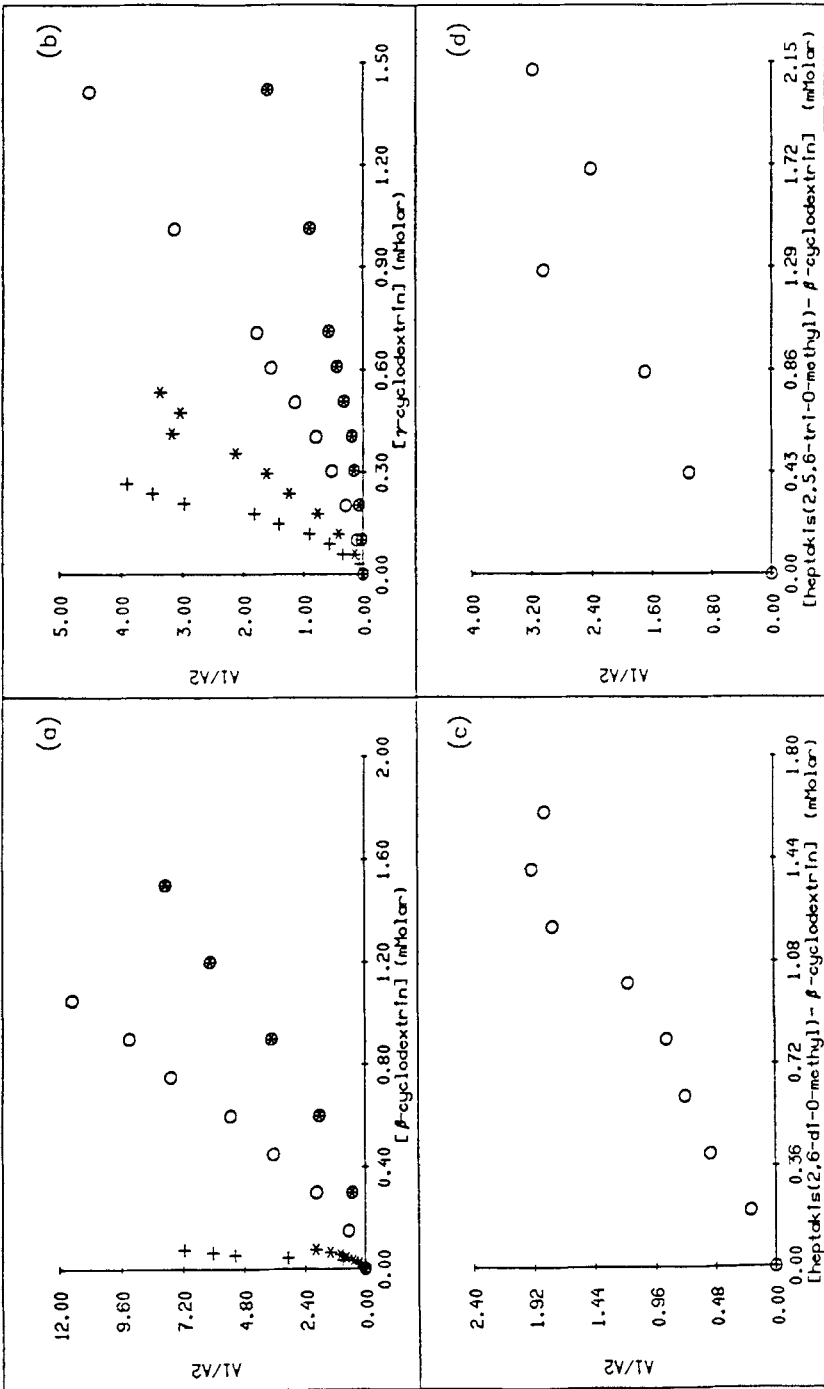 (a)
12.00
9.60
7.20
4.80
2.40
0.00
A1/A2
0.00 0.40 0.80 1.20 1.60 2.00
[β-cyclodextrin] (mMolar)
(b)
5.00
4.00
3.00
2.00
1.00
0.00
A1/A2
0.00 0.30 0.60 0.90 1.20 1.50
[γ-cyclodextrin] (mMolar)
(c)
2.40
1.92
1.44
0.96
0.48
0.00
A1/A2
0.00 0.36 0.72 1.08 1.44 1.80
[heptakis(2,6-di-O-methyl)- β-cyclodextrin] (mMolar)
(d)
4.00
3.20
2.40
1.60
0.80
0.00
A1/A2
0.00 0.43 0.86 1.29 1.72 2.15
[heptakis(2,5,6-tri-O-methyl)- β-cyclodextrin] (mMolar)